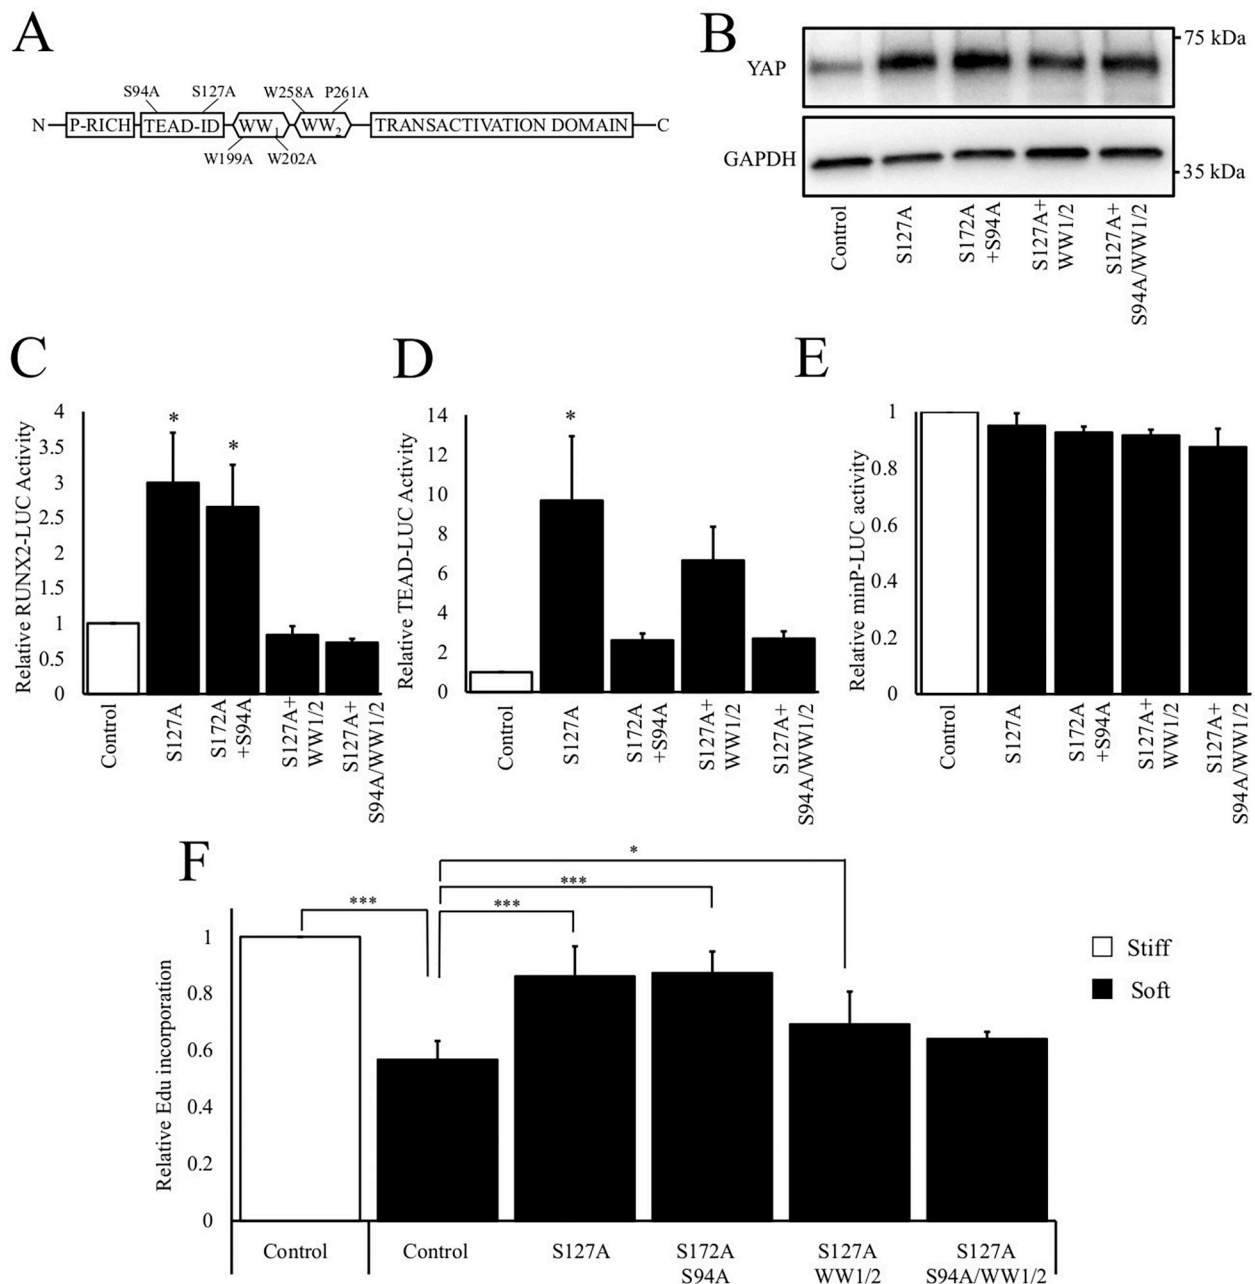 A
S94A S127A W258A P261A
N P-RICH TEAD-ID WW1 WW2 TRANSACTIVATION DOMAIN C
W199A W202A
B
YAP
75 kDa
GAPDH
35 kDa
Control
S127A
S172A
+S94A
S127A+
WW1/2
S127A+
S94A/WW1/2
C
Relative RUNX2-LUC Activity
4
3.5
3
2.5
2
1.5
1
0.5
0
* *
Control
S127A
S172A
+S94A
S127A+
WW1/2
S127A+
S94A/WW1/2
D
Relative TEAD-LUC Activity
14
12
10
8
6
4
2
0
*
Control
S127A
S172A
+S94A
S127A+
WW1/2
S127A+
S94A/WW1/2
E
Relative minP-LUC activity
1
0.8
0.6
0.4
0.2
0
Control
S127A
S172A
+S94A
S127A+
WW1/2
S127A+
S94A/WW1/2
F
Relative Edu incorporation
1
0.8
0.6
0.4
0.2
0
*
***
*** ***
Stiff
Soft
Control
Control
S127A
S172A
S94A
S127A
WW1/2
S127A
S94A/WW1/2